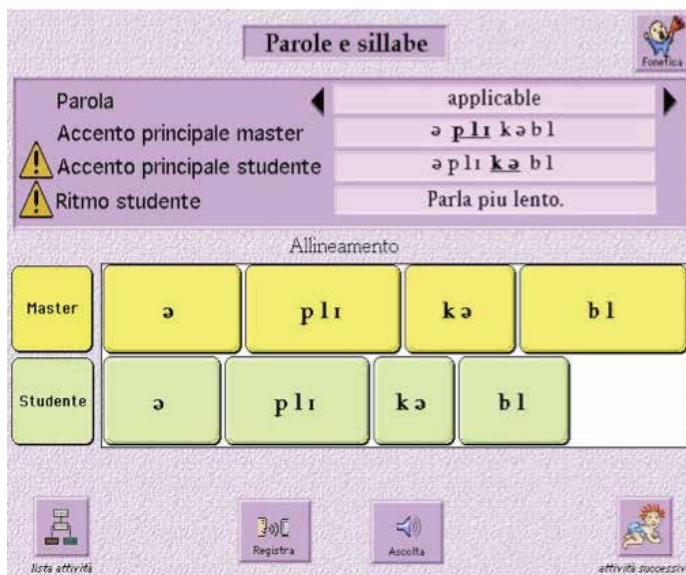 Parole e sillabe
Fonetica
Parola applicable
Accento principale master ə plɪ kəbl
Accento principale studente əplɪ kə bl
Ritmo studente Parla piu lento.
Allineamento
Master ə plɪ kə bl
Studente ə plɪ kə bl
Registra Ascolta
lista attività attività successiv